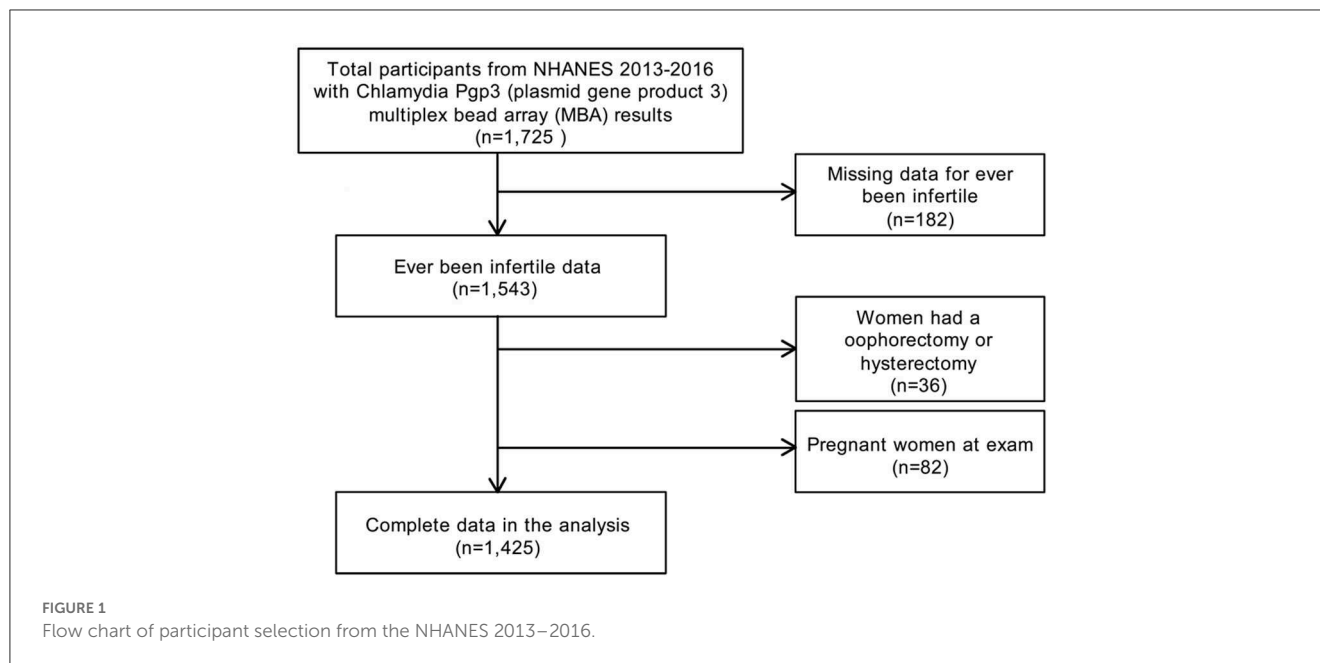 Total participants from NHANES 2013-2016
with Chlamydia Pgp3 (plasmid gene product 3)
multiplex bead array (MBA) results
(n=1,725 )
Missing data for ever
been infertile
(n=182)
Ever been infertile data
(n=1,543)
Women had a
oophorectomy or
hysterectomy
(n=36)
Pregnant women at exam
(n=82)
Complete data in the analysis
(n=1,425)
FIGURE 1
Flow chart of participant selection from the NHANES 2013–2016.